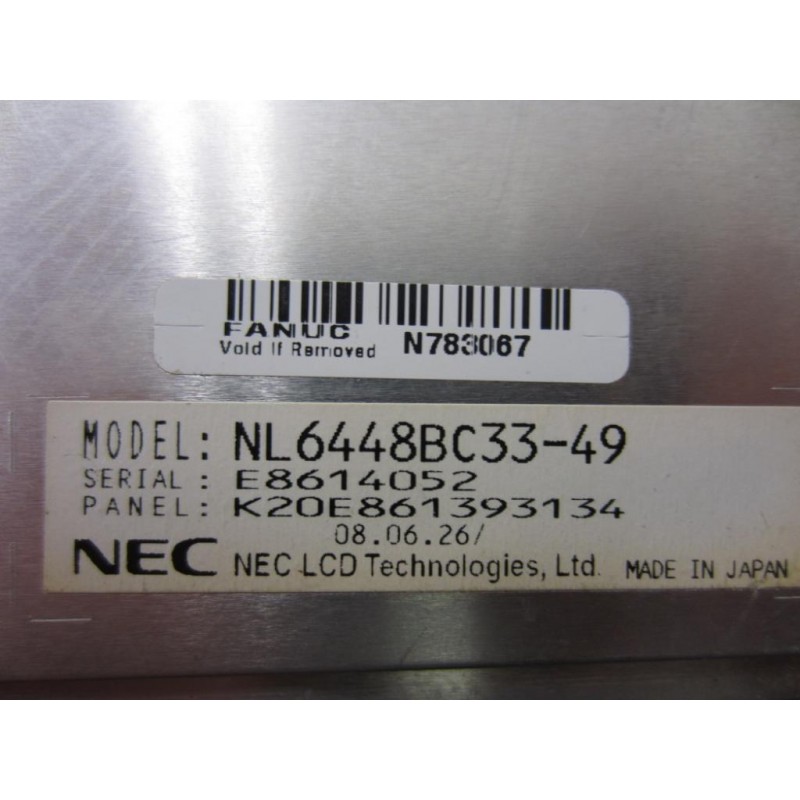 FANUC
Void If Removed N783067
MODEL: NL6448BC33-49
SERIAL: E8614052
PANEL: K20E861393134
08.06.26/
NEC NEC LCD Technologies, Ltd. MADE IN JAPAN